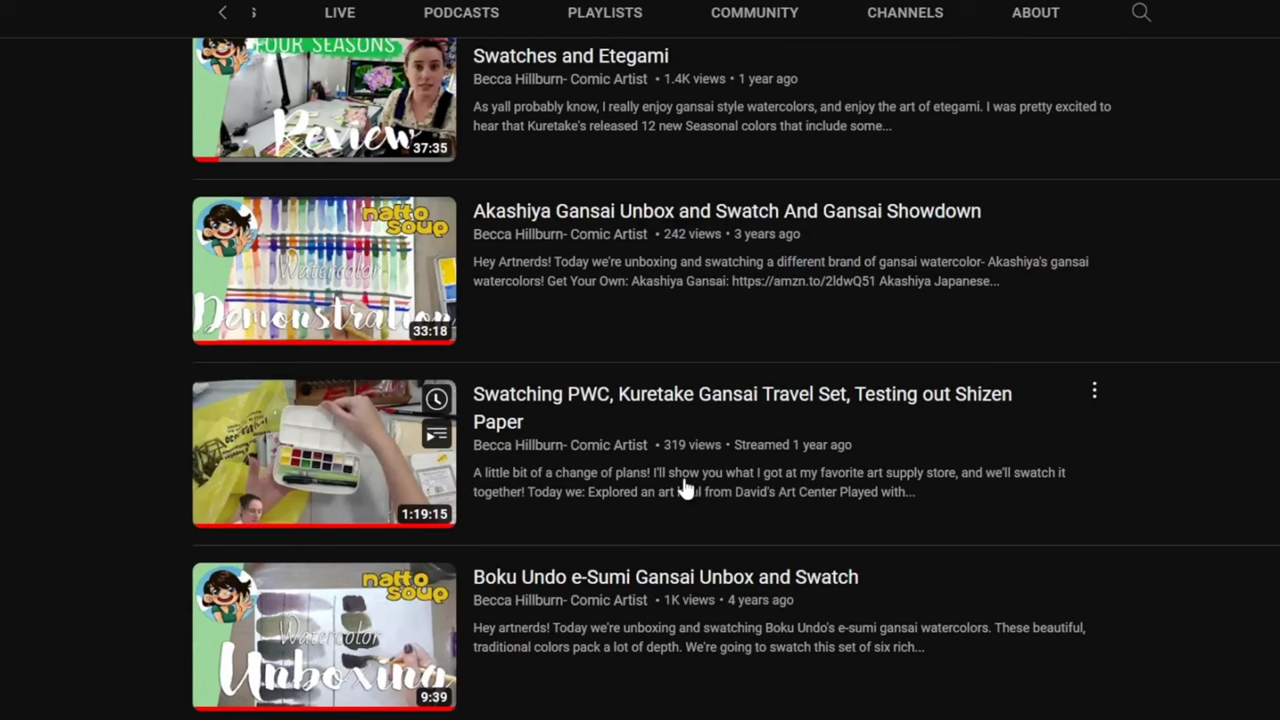 LIVE
PODCASTS
PLAYLISTS
COMMUNITY
CHANNELS
ABOUT
FOUR SEASONS
Review
37:35
Swatches and Etegami
Becca Hillburn- Comic Artist • 1.4K views • 1 year ago
As yall probably know, I really enjoy gansai style watercolors, and enjoy the art of etegami. I was pretty excited to
hear that Kuretake's released 12 new Seasonal colors that include some...
natto
soup
Watercolor
Demonstration
33:18
Akashiya Gansai Unbox and Swatch And Gansai Showdown
Becca Hillburn- Comic Artist • 242 views • 3 years ago
Hey Artnerds! Today we're unboxing and swatching a different brand of gansai watercolor- Akashiya's gansai
watercolors! Get Your Own: Akashiya Gansai: https://amzn.to/2ldwQ51 Akashiya Japanese...
1:19:15
Swatching PWC, Kuretake Gansai Travel Set, Testing out Shizen
Paper
Becca Hillburn- Comic Artist • 319 views • Streamed 1 year ago
A little bit of a change of plans! I'll show you what I got at my favorite art supply store, and we'll swatch it
together! Today we: Explored an art from David's Art Center Played with...
natto
soup
Watercolor
Unboxing
9:39
Boku Undo e-Sumi Gansai Unbox and Swatch
Becca Hillburn- Comic Artist • 1K views • 4 years ago
Hey artnerds! Today we're unboxing and swatching Boku Undo's e-sumi gansai watercolors. These beautiful,
traditional colors pack a lot of depth. We're going to swatch this set of six rich...